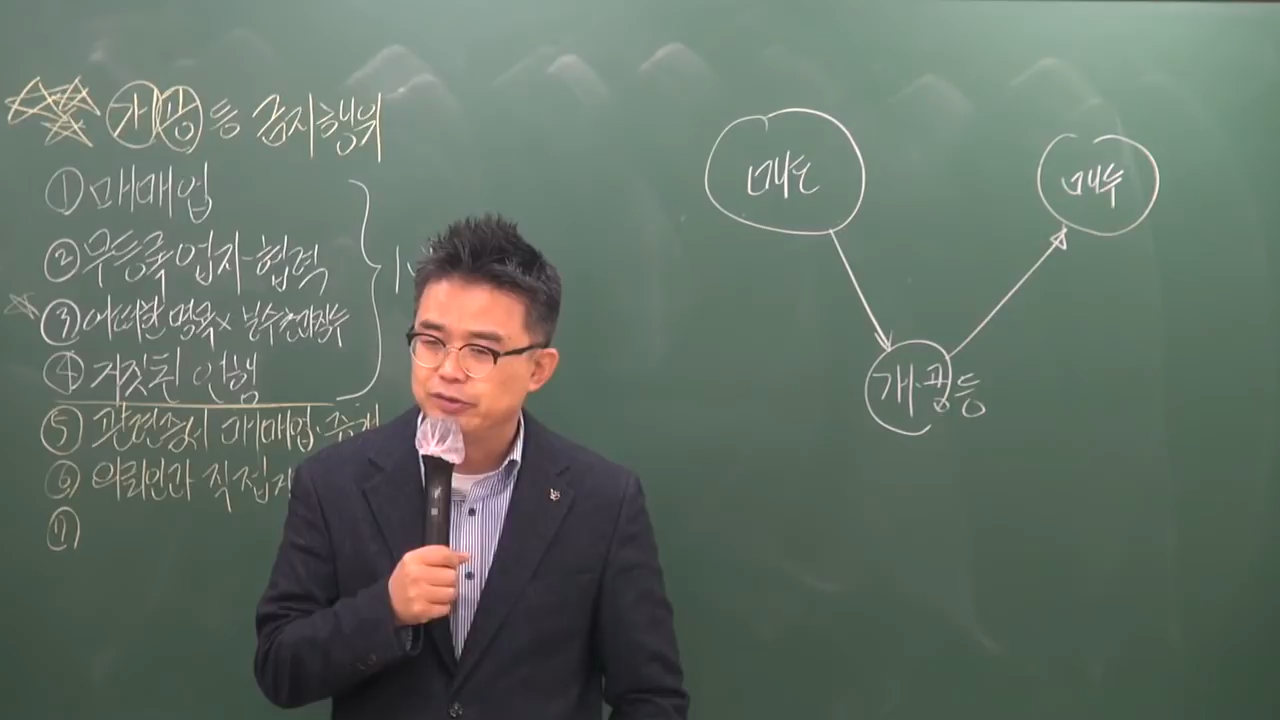 개공등 금지행위
① 매매업
② 무등록업자 협력
③ 어떠한 명목 × 보수초과 금수
④ 거짓된 언행
⑤ 관련증서 매매업·중개
⑥ 의뢰인과 직접
⑦
매도
매수
개·공등